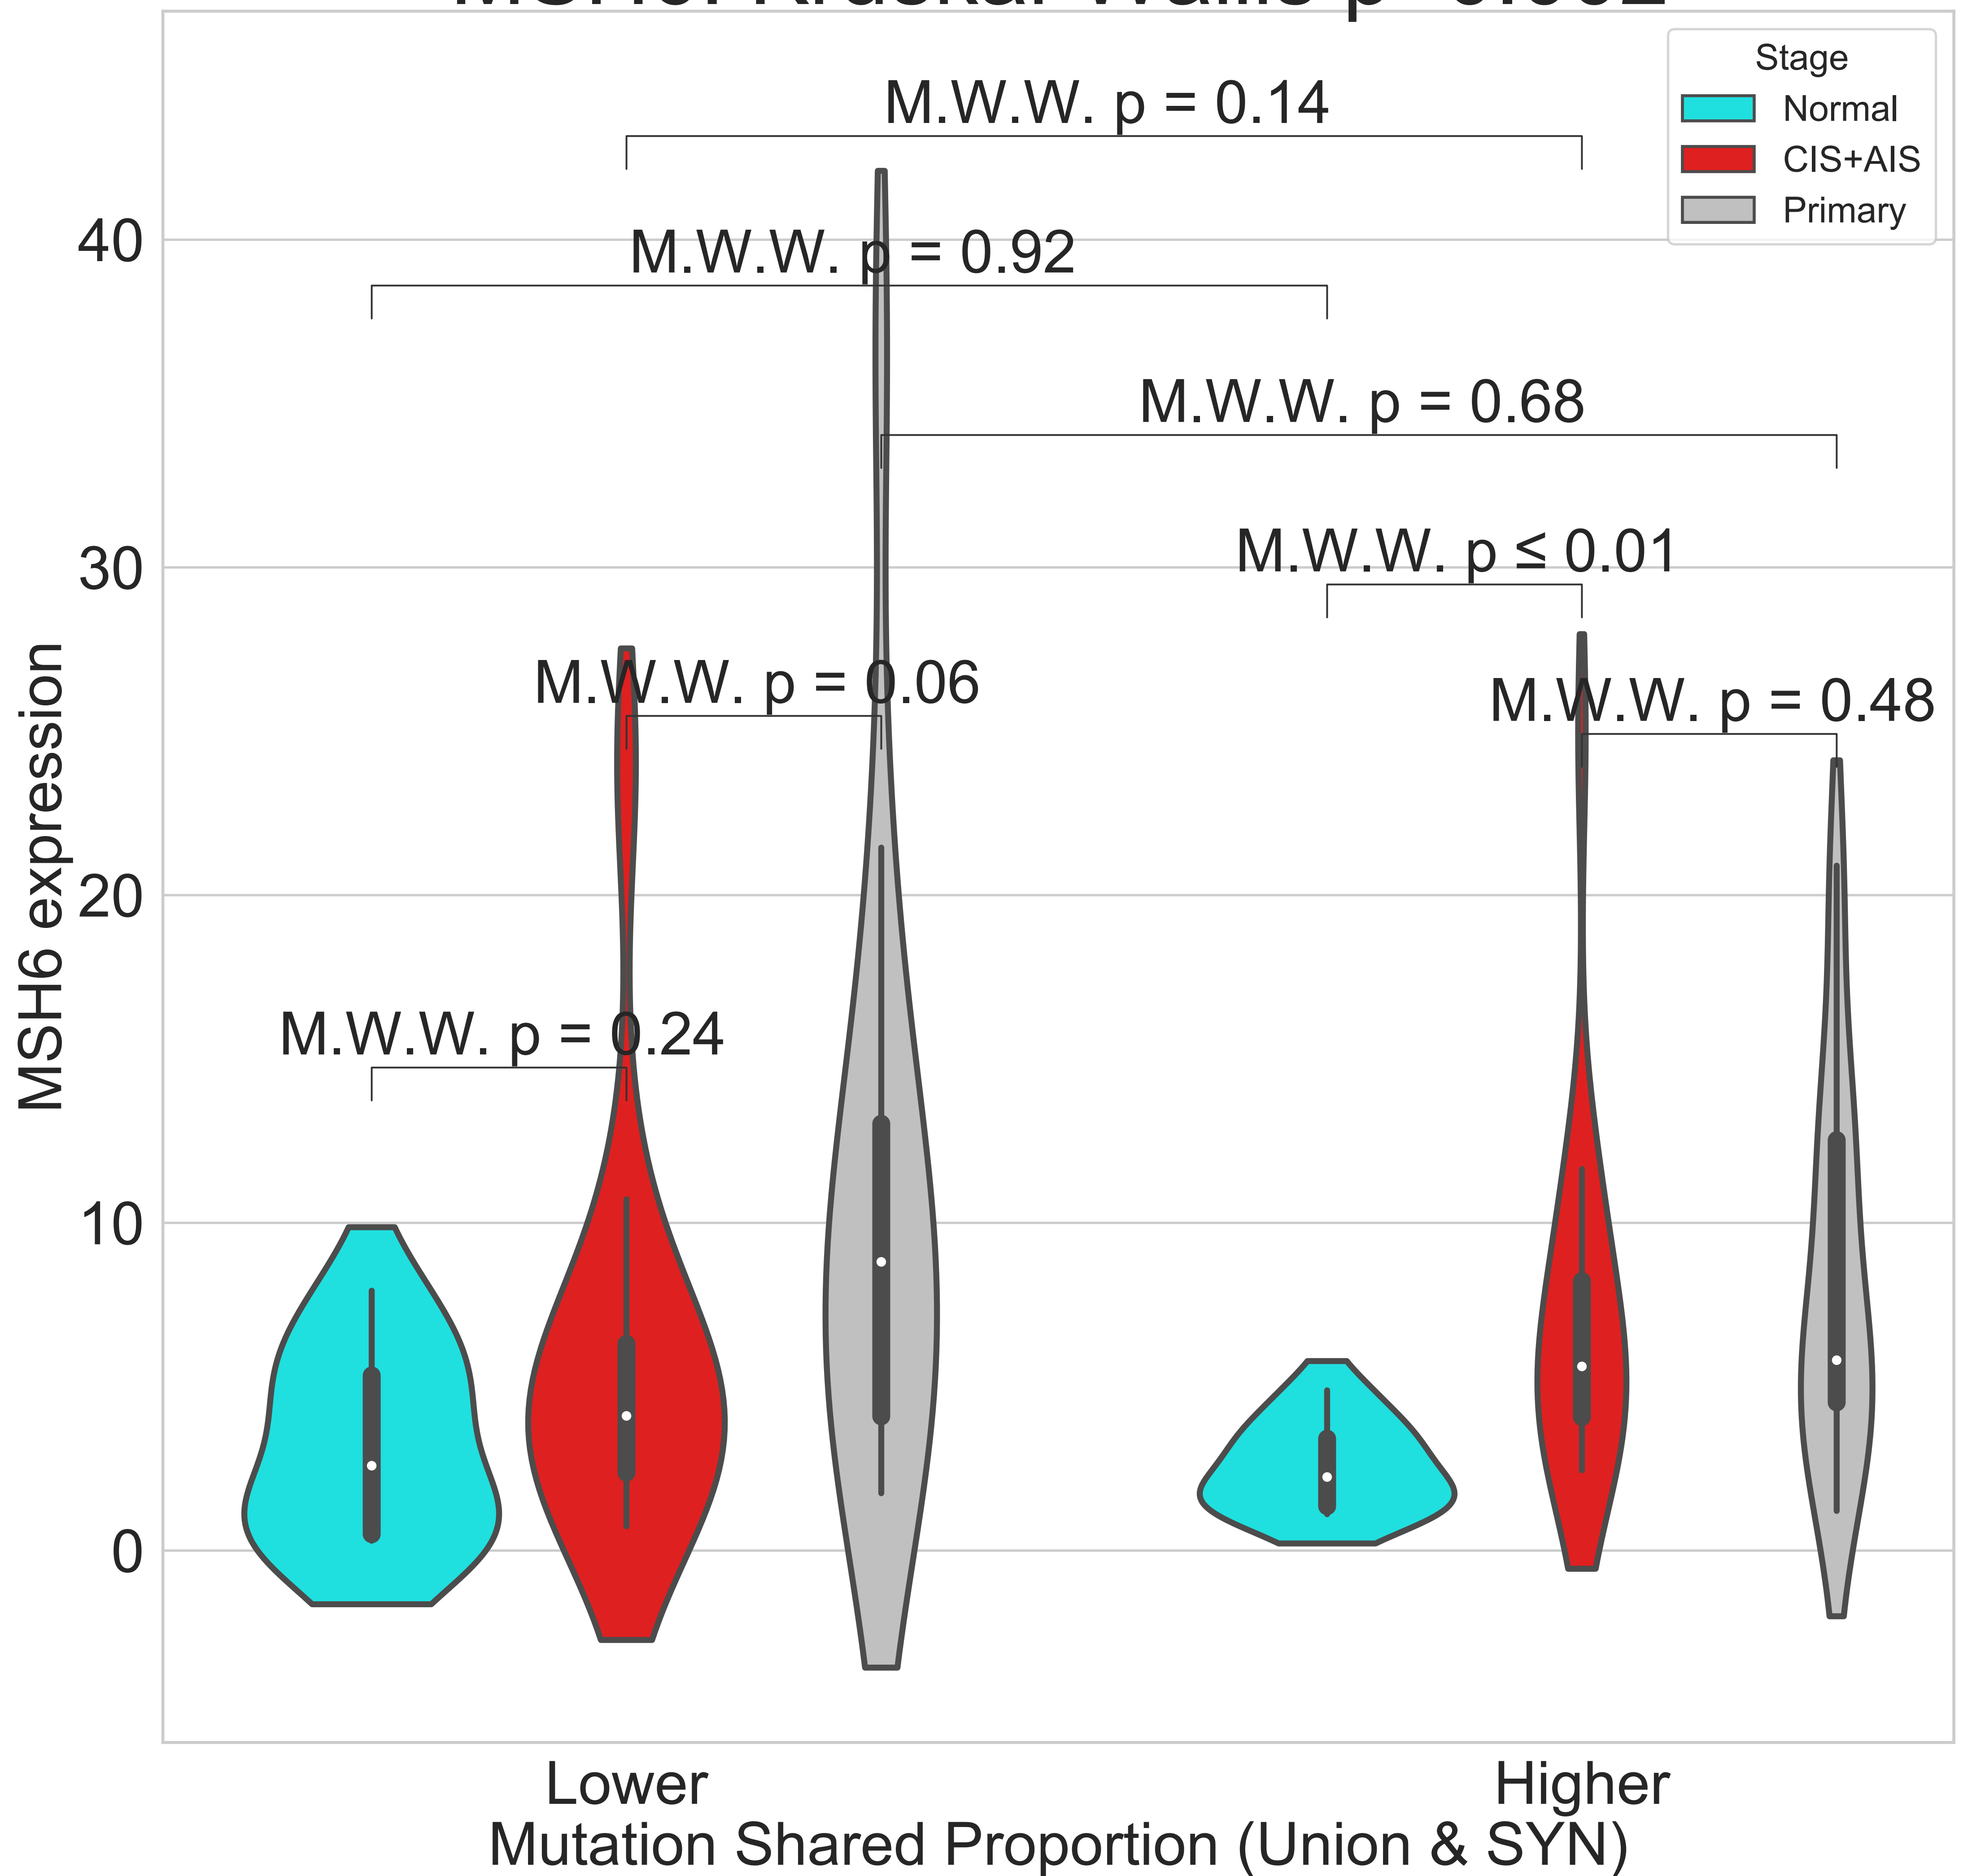 Stage
Normal
CIS+AIS
Primary
M.W.W. p = 0.14
M.W.W. p = 0.92
M.W.W. p = 0.68
M.W.W. p ≤ 0.01
M.W.W. p = 0.06
M.W.W. p = 0.48
M.W.W. p = 0.24
40
30
20
10
0
MSH6 expression
Lower
Higher
Mutation Shared Proportion (Union & SYN)